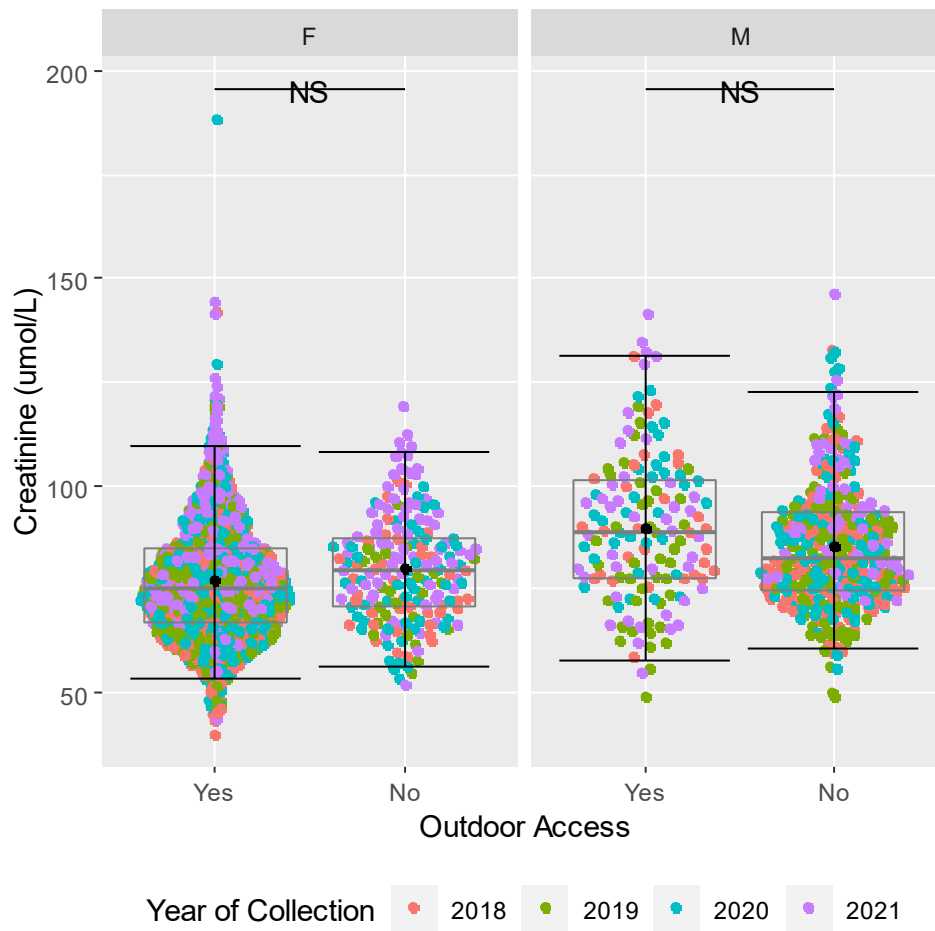 F
M
200
NS
NS
150
Creatinine (umol/L)
100
50
Yes
No
Yes
No
Outdoor Access
Year of Collection
2018
2019
2020
2021